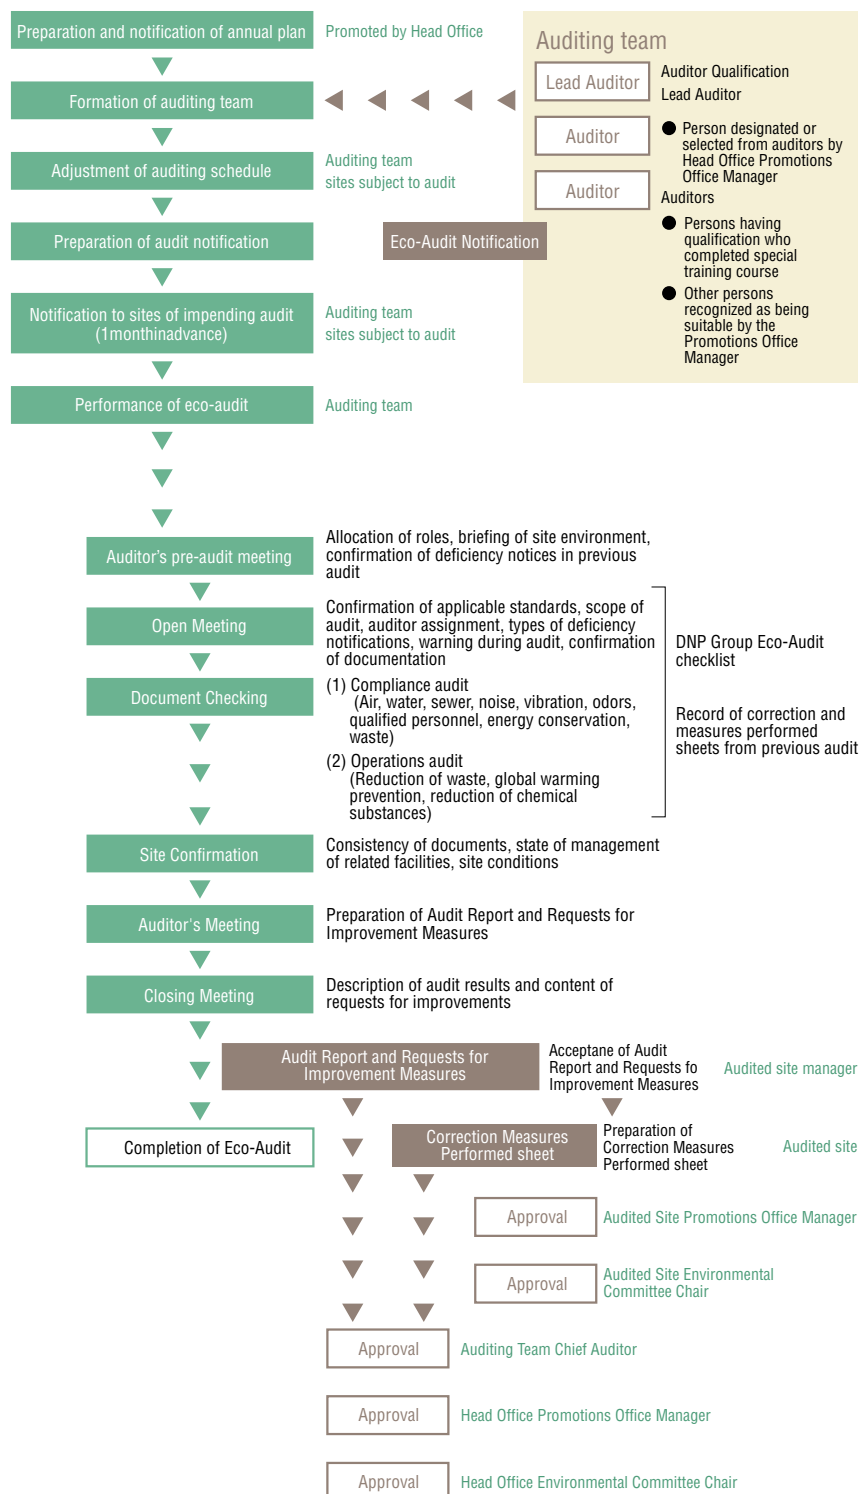 Preparation and notification of annual plan
Promoted by Head Office
Formation of auditing team
Adjustment of auditing schedule
Auditing team
sites subject to audit
Preparation of audit notification
Eco-Audit Notification
Notification to sites of impending audit
(1monthinadvance)
Auditing team
sites subject to audit
Performance of eco-audit
Auditing team
Auditing team
Lead Auditor
Auditor
Auditor
Auditor Qualification
Lead Auditor
● Person designated or
selected from auditors by
Head Office Promotions
Office Manager
Auditors
● Persons having
qualification who
completed special
training course
● Other persons
recognized as being
suitable by the
Promotions Office
Manager
Auditor’s pre-audit meeting
Allocation of roles, briefing of site environment,
confirmation of deficiency notices in previous
audit
Open Meeting
Confirmation of applicable standards, scope of
audit, auditor assignment, types of deficiency
notifications, warning during audit, confirmation
of documentation
Document Checking
(1) Compliance audit
(Air, water, sewer, noise, vibration, odors,
qualified personnel, energy conservation,
waste)
(2) Operations audit
(Reduction of waste, global warming
prevention, reduction of chemical
substances)
DNP Group Eco-Audit
checklist
Record of correction and
measures performed
sheets from previous audit
Site Confirmation
Consistency of documents, state of management
of related facilities, site conditions
Auditor's Meeting
Preparation of Audit Report and Requests for
Improvement Measures
Closing Meeting
Description of audit results and content of
requests for improvements
Audit Report and Requests for
Improvement Measures
Acceptane of Audit
Report and Requests fo
Improvement Measures
Audited site manager
Completion of Eco-Audit
Correction Measures
Performed sheet
Preparation of
Correction Measures
Performed sheet
Audited site
Approval
Audited Site Promotions Office Manager
Approval
Audited Site Environmental
Committee Chair
Approval
Auditing Team Chief Auditor
Approval
Head Office Promotions Office Manager
Approval
Head Office Environmental Committee Chair